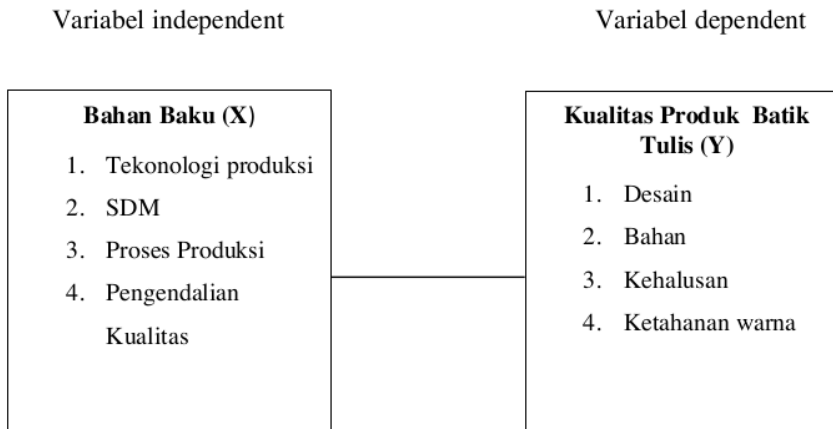 Variabel independent
Variabel dependent
Bahan Baku (X)
1. Tekonologi produksi
2. SDM
3. Proses Produksi
4. Pengendalian
Kualitas
Kualitas Produk Batik
Tulis (Y)
1. Desain
2. Bahan
3. Kehalusan
4. Ketahanan warna